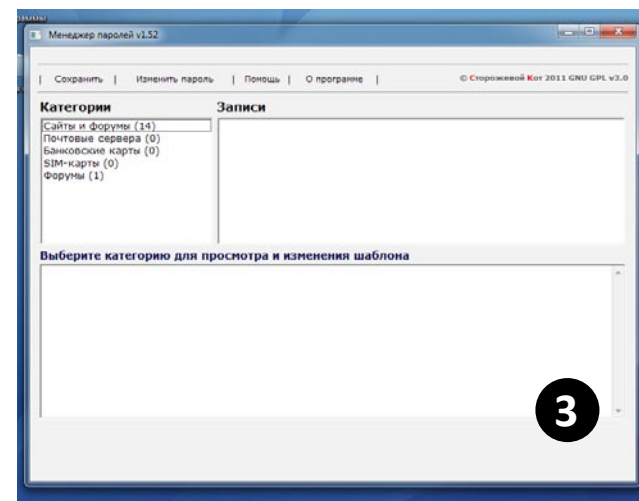 Менеджер паролей v1.52
| Сохранить | Изменить пароль | Помощь | О программе | © Сторожевой Кот 2011 GNU GPL v3.0
Категории Записи
Сайты и форумы (14)
Почтовые сервера (0)
Банковские карты (0)
SIM-карты (0)
Форумы (1)
Выберите категорию для просмотра и изменения шаблона
3